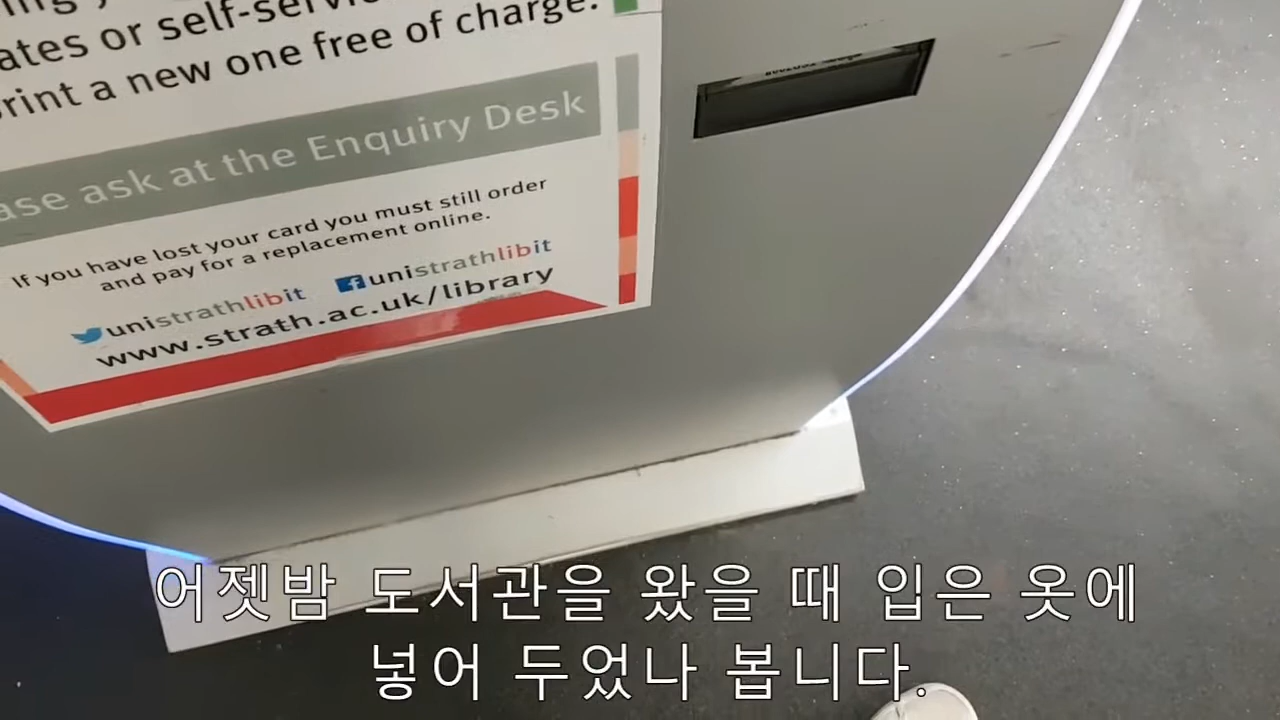 or self-service
print a new one free of charge.
ask at the Enquiry Desk
If you have lost your card you must still order
and pay for a replacement online.
unistrathlibit unistrathlibit
www.strath.ac.uk/library
어젯밤 도서관을 왔을 때 입은 옷에
넣어 두었나 봅니다.